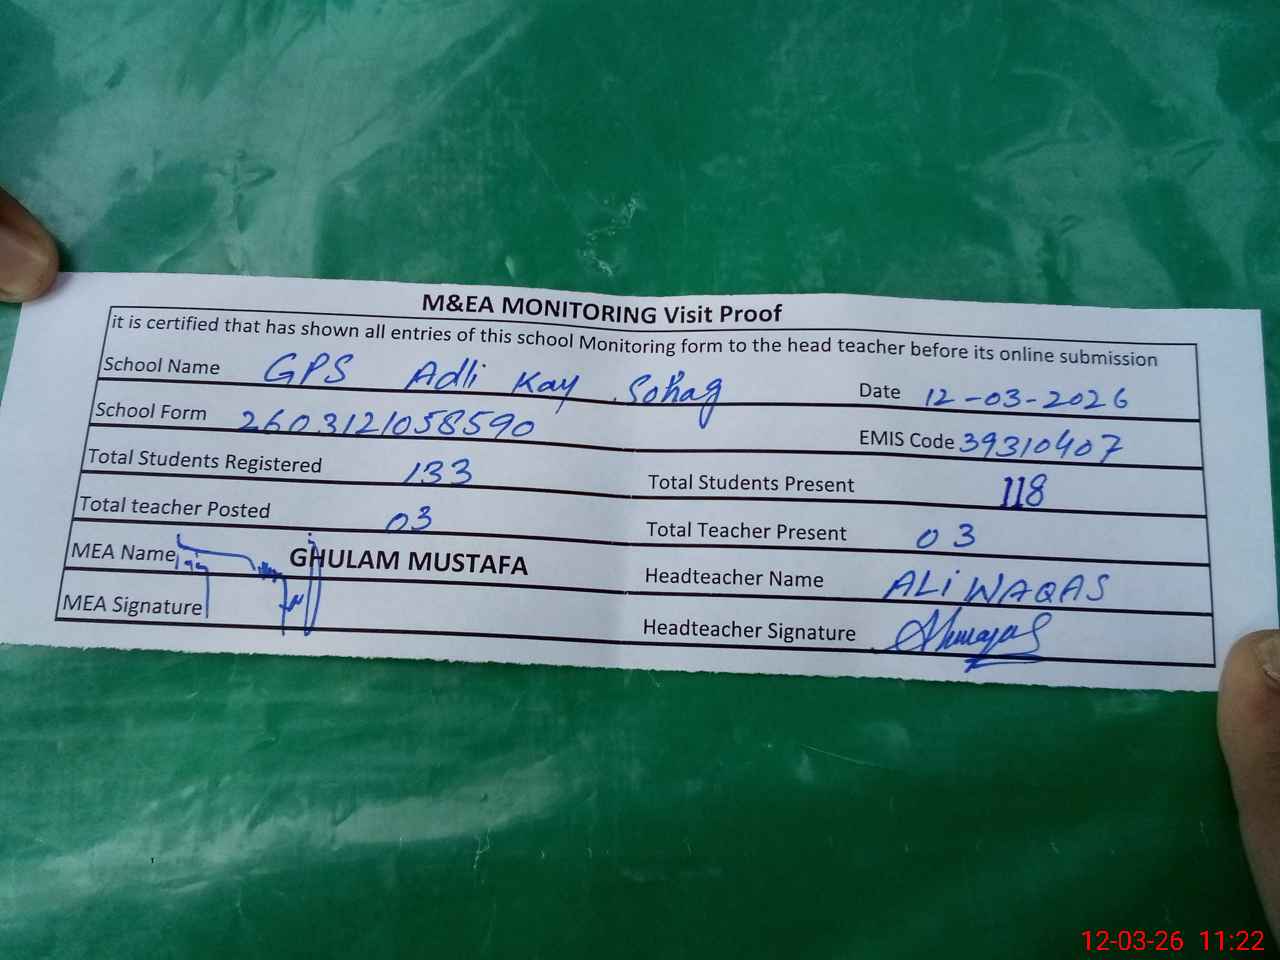 M&EA MONITORING Visit Proof
it is certified that has shown all entries of this school Monitoring form to the head teacher before its online submission
School Name GPS Adli Kay Sohag Date 12-03-2026
School Form 2603121058590 EMIS Code 39310407
Total Students Registered 133 Total Students Present 118
Total teacher Posted 03 Total Teacher Present 03
MEA Name GHULAM MUSTAFA Headteacher Name ALI WAQAS
MEA Signature Headteacher Signature
12-03-26 11:22